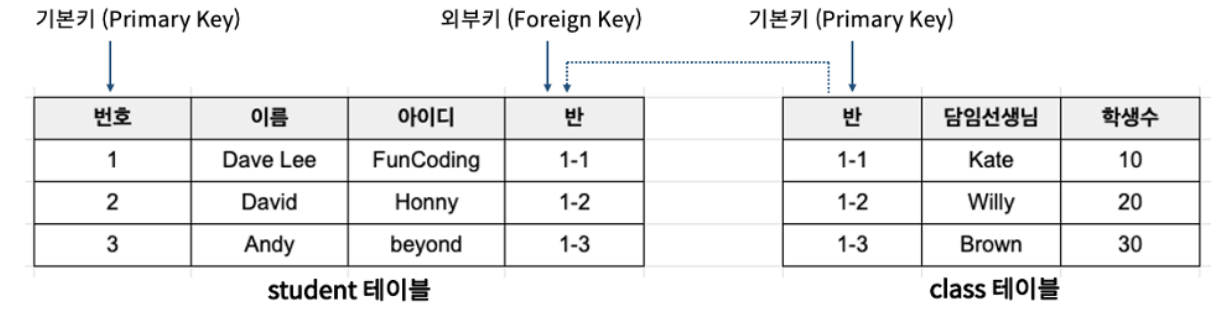 기본키 (Primary Key) 외부키 (Foreign Key) 기본키 (Primary Key)
번호 이름 아이디 반 반 담임선생님 학생수
1 Dave Lee FunCoding 1-1 1-1 Kate 10
2 David Honny 1-2 1-2 Willy 20
3 Andy beyond 1-3 1-3 Brown 30
student 테이블 class 테이블